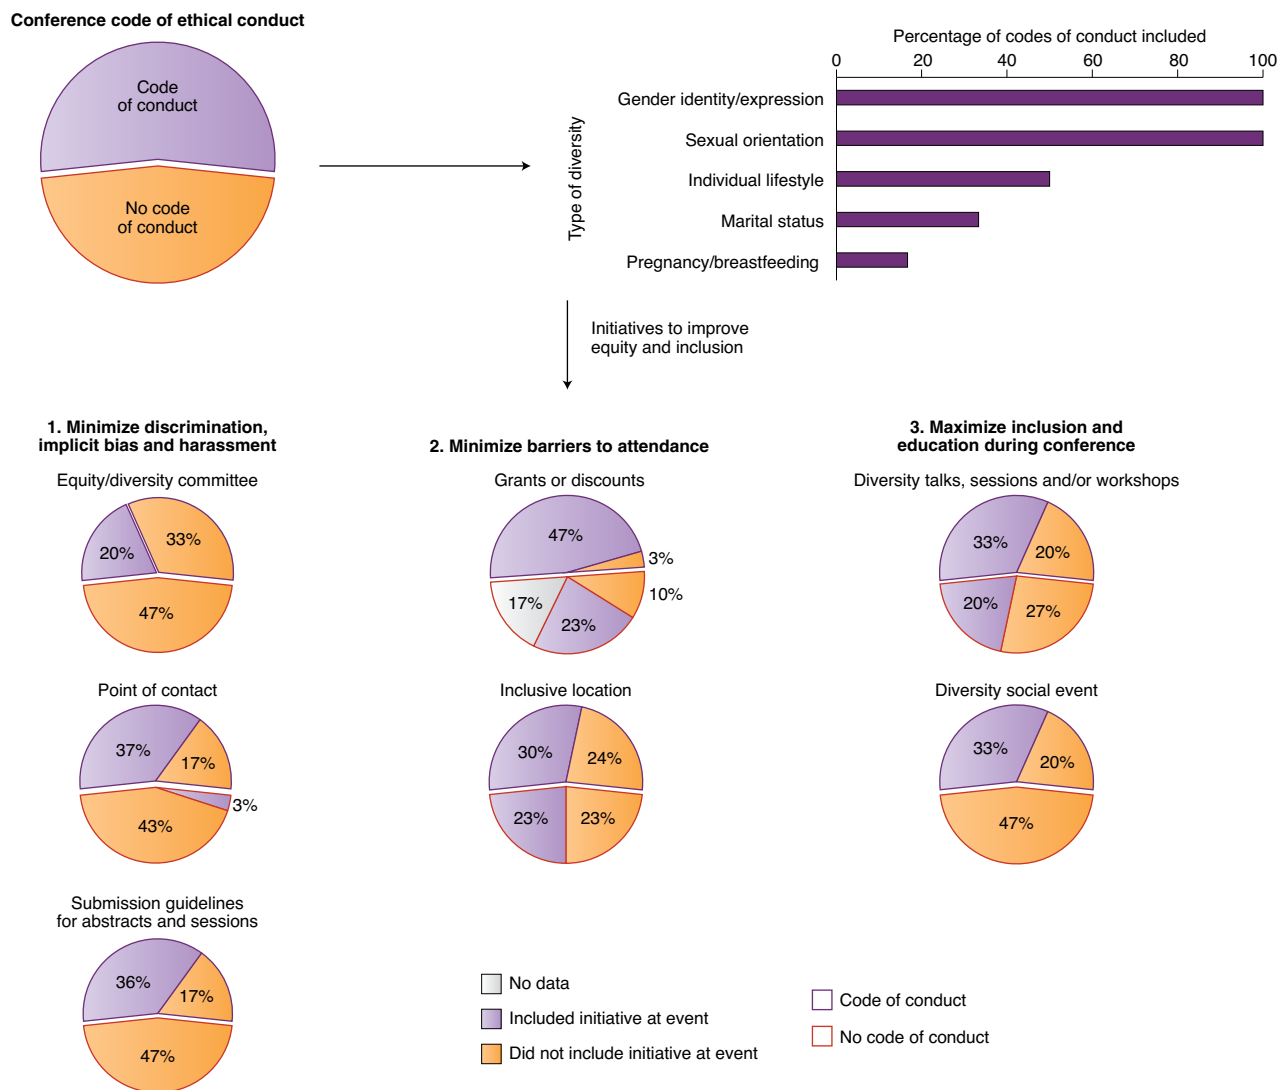 Conference code of ethical conduct
Code
of conduct
No code
of conduct
Percentage of codes of conduct included
0 20 40 60 80 100
Type of diversity
Gender identity/expression
Sexual orientation
Individual lifestyle
Marital status
Pregnancy/breastfeeding
Initiatives to improve
equity and inclusion
1. Minimize discrimination,
implicit bias and harassment
Equity/diversity committee
20%
33%
47%
Point of contact
37%
17%
3%
43%
Submission guidelines
for abstracts and sessions
36%
17%
47%
2. Minimize barriers to attendance
Grants or discounts
47%
3%
10%
17%
23%
Inclusive location
30%
24%
23%
23%
3. Maximize inclusion and
education during conference
Diversity talks, sessions and/or workshops
33%
20%
20%
27%
Diversity social event
33%
20%
47%
No data
Included initiative at event
Did not include initiative at event
Code of conduct
No code of conduct